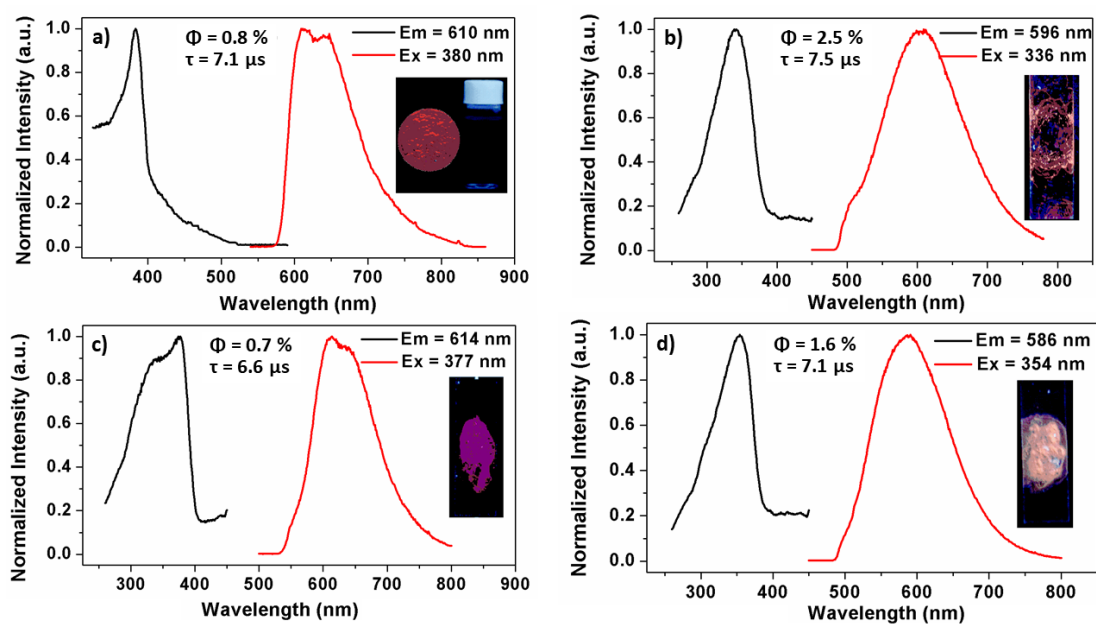 a)
Φ = 0.8 %
τ = 7.1 µs
Em = 610 nm
Ex = 380 nm
Normalized Intensity (a.u.)
1.0
0.8
0.6
0.4
0.2
0.0
400 500 600 700 800 900
Wavelength (nm)
b)
Φ = 2.5 %
τ = 7.5 µs
Em = 596 nm
Ex = 336 nm
Normalized Intensity (a.u.)
1.0
0.8
0.6
0.4
0.2
0.0
300 400 500 600 700 800
Wavelength (nm)
c)
Φ = 0.7 %
τ = 6.6 µs
Em = 614 nm
Ex = 377 nm
Normalized Intensity (a.u.)
1.0
0.8
0.6
0.4
0.2
0.0
300 400 500 600 700 800 900
Wavelength (nm)
d)
Φ = 1.6 %
τ = 7.1 µs
Em = 586 nm
Ex = 354 nm
Normalized Intensity (a.u.)
1.0
0.8
0.6
0.4
0.2
0.0
300 400 500 600 700 800
Wavelength (nm)